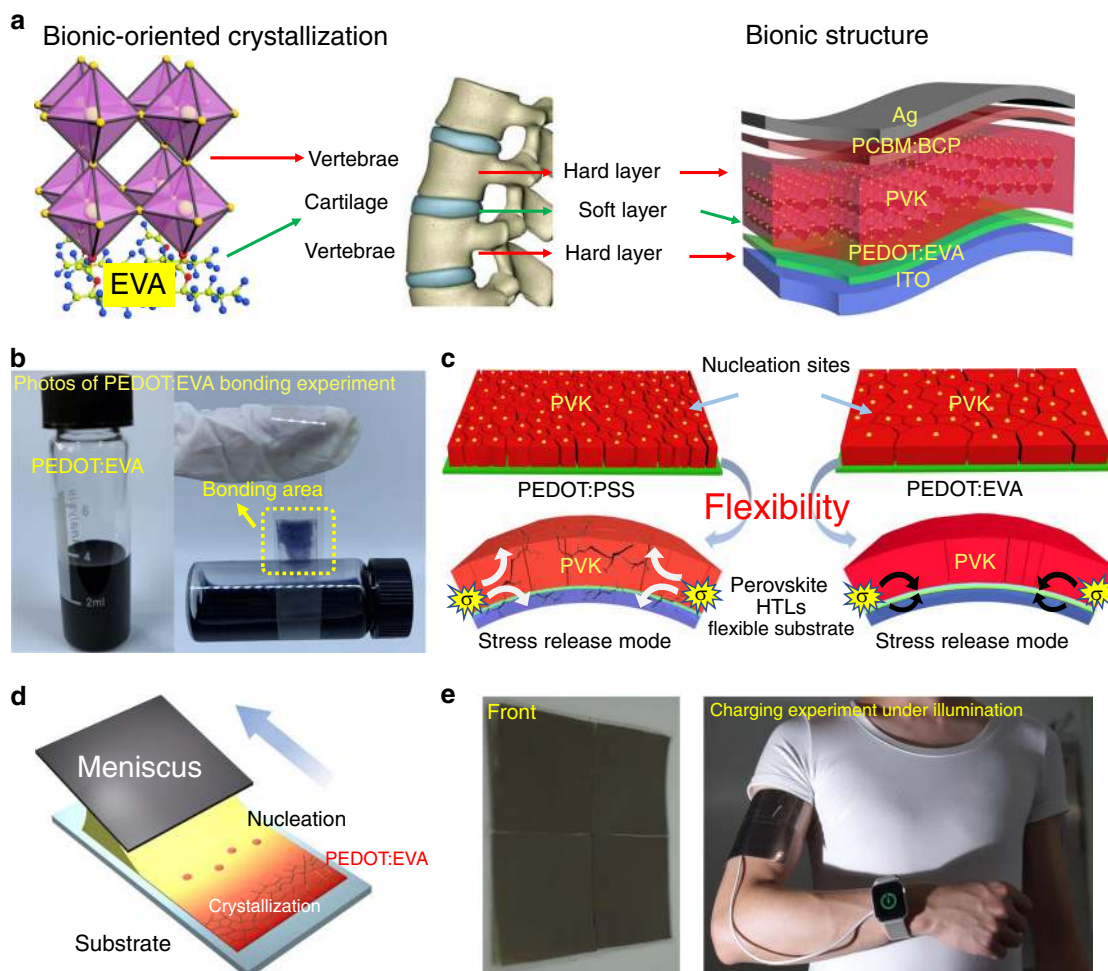 a
Bionic-oriented crystallization
Bionic structure
EVA
Vertebrae
Cartilage
Vertebrae
Hard layer
Soft layer
Hard layer
Ag
PCBM:BCP
PVK
PEDOT:EVA
ITO
b
Photos of PEDOT:EVA bonding experiment
PEDOT:EVA
4
2ml
Bonding area
c
Nucleation sites
PVK
PVK
PEDOT:PSS
PEDOT:EVA
Flexibility
PVK
PVK
σ
σ
σ
σ
Perovskite
HTLs
flexible substrate
Stress release mode
Stress release mode
d
Meniscus
Nucleation
PEDOT:EVA
Crystallization
Substrate
e
Front
Charging experiment under illumination